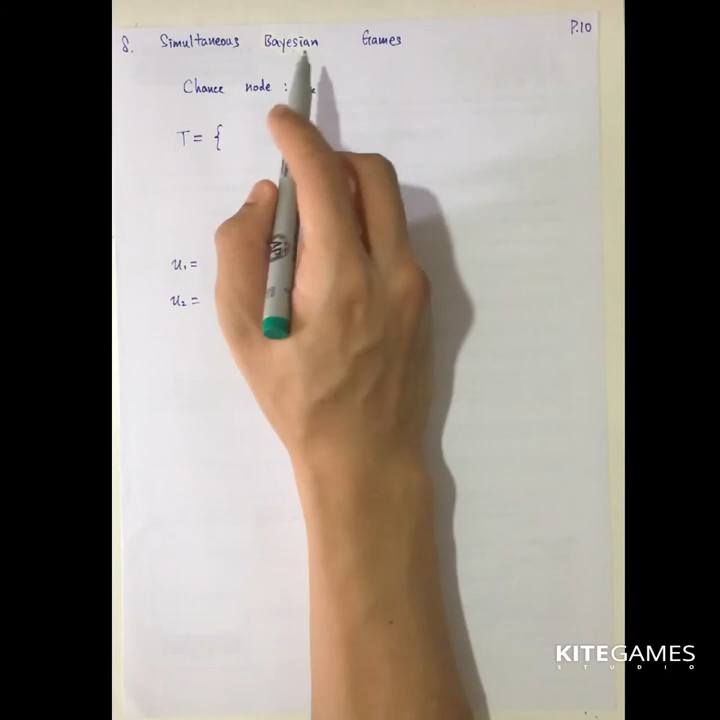 P.10
8. Simultaneous Bayesian Games
Chance node :
T = {
u₁ =
u₂ =
KITEGAMES
STUDIO